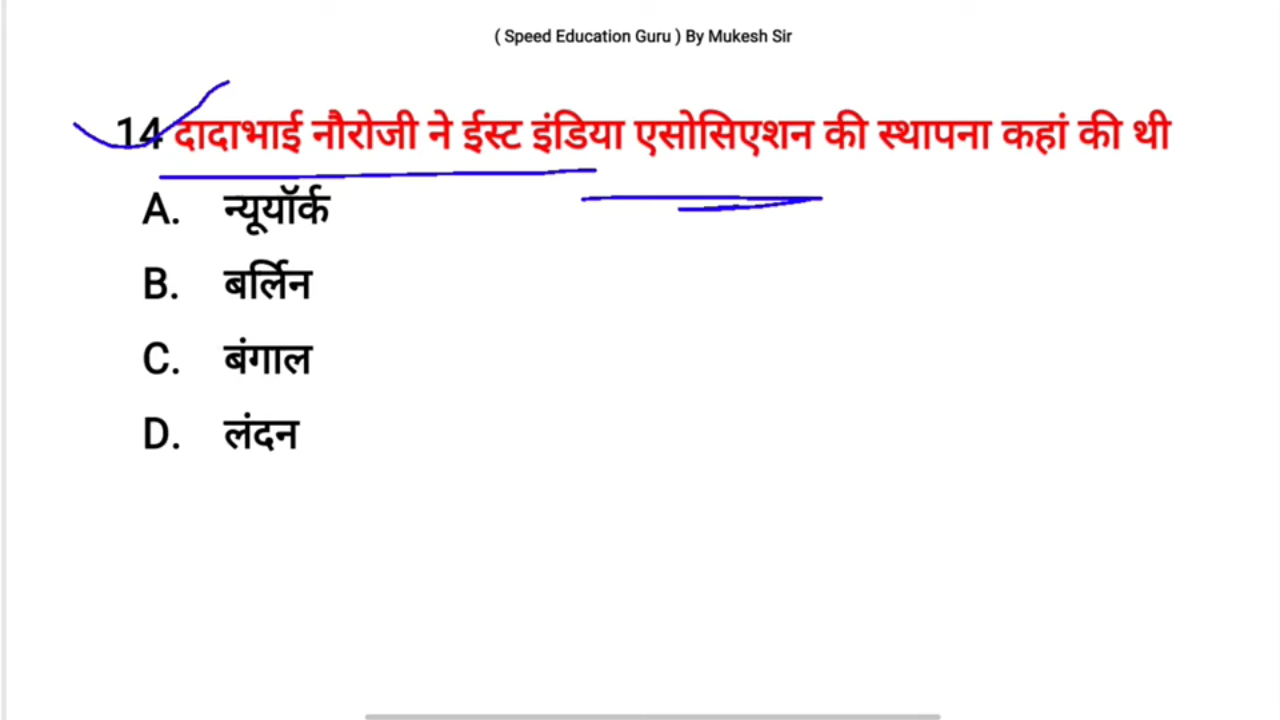 ( Speed Education Guru ) By Mukesh Sir
14 दादाभाई नौरोजी ने ईस्ट इंडिया एसोसिएशन की स्थापना कहां की थी
A. न्यूयॉर्क
B. बर्लिन
C. बंगाल
D. लंदन